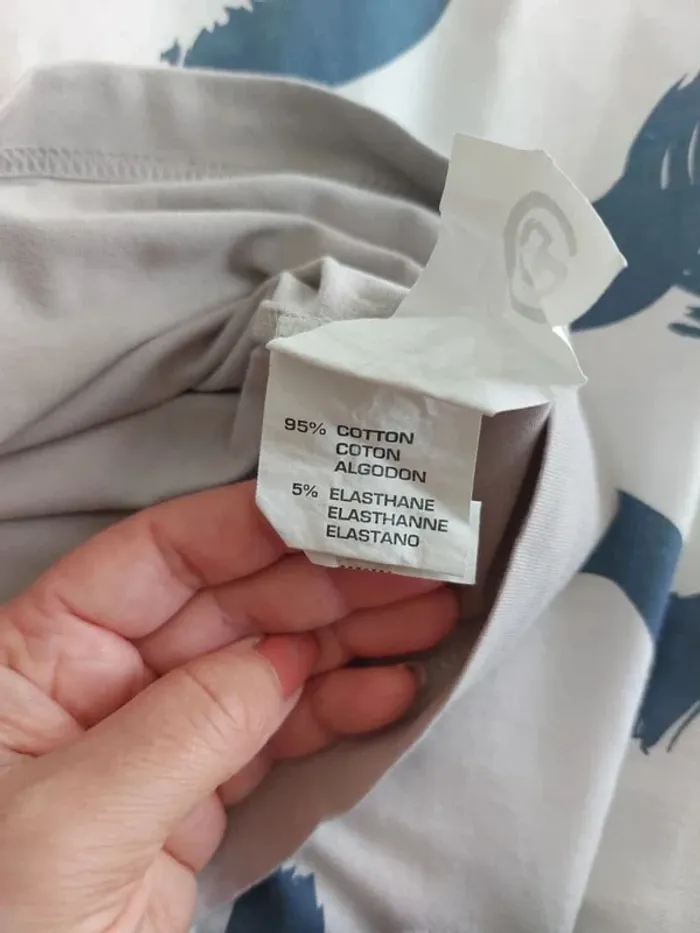 95% COTTON
COTON
ALGODON
5% ELASTHANE
ELASTHANNE
ELASTANO